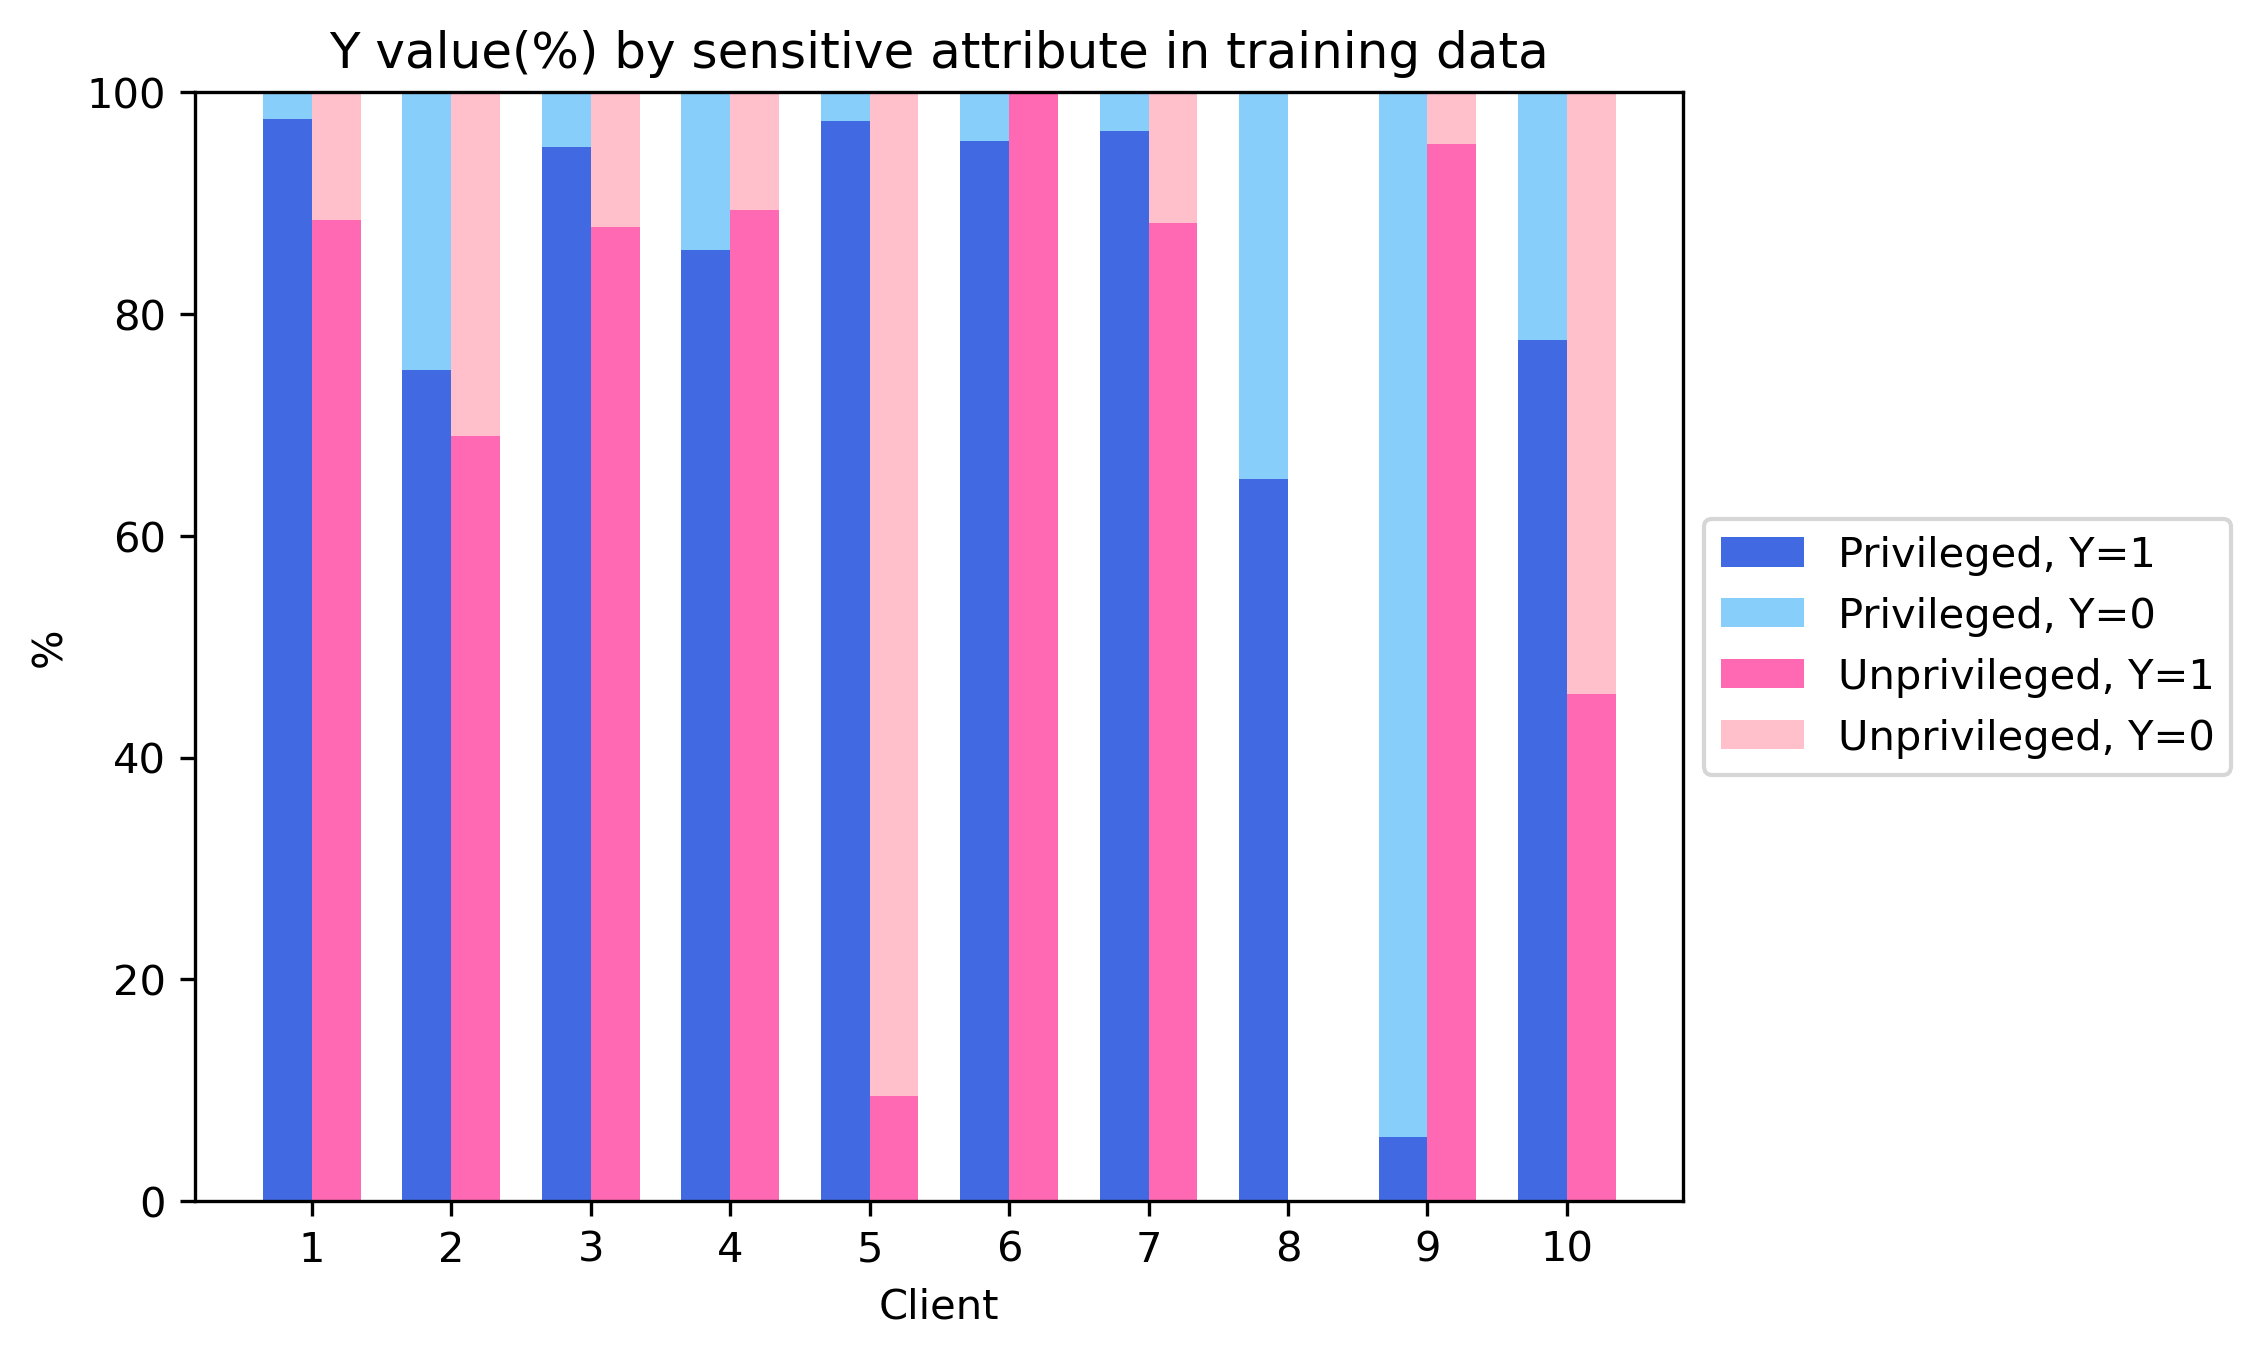 Y value(%) by sensitive attribute in training data
100
80
60
40
20
0
%
1 2 3 4 5 6 7 8 9 10
Client
Privileged, Y=1
Privileged, Y=0
Unprivileged, Y=1
Unprivileged, Y=0